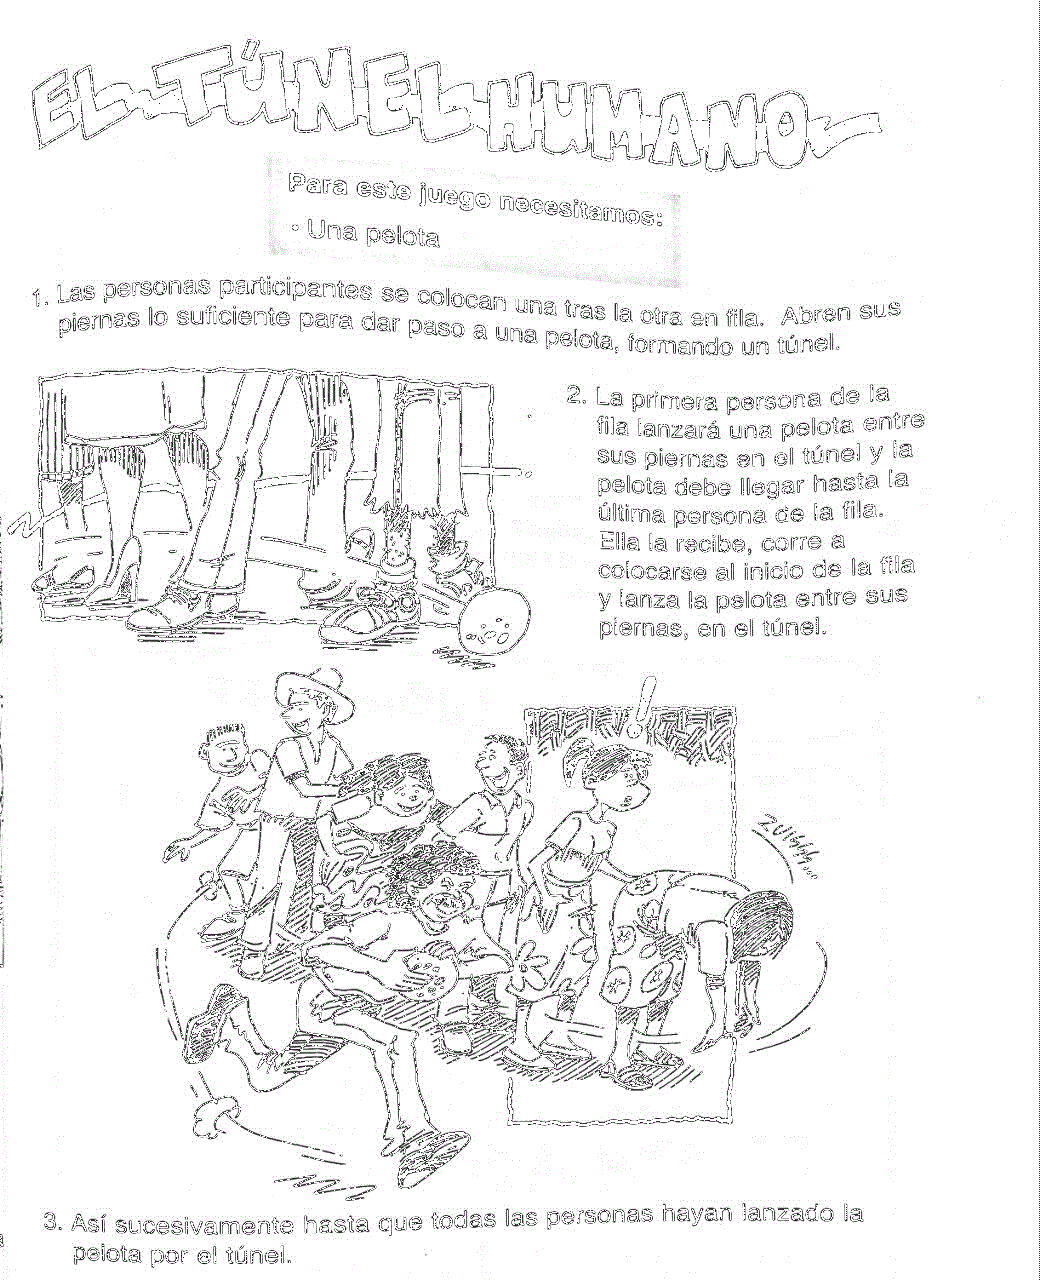 EL TÚNEL HUMANO
Para este juego necesitamos:
• Una pelota
1. Las personas participantes se colocan una tras la otra en fila. Abren sus
piernas lo suficiente para dar paso a una pelota, formando un túnel.
2. La primera persona de la
fila lanzará una pelota entre
sus piernas en el túnel y la
pelota debe llegar hasta la
última persona de la fila.
Ella la recibe, corre a
colocarse al inicio de la fila
y lanza la pelota entre sus
piernas, en el túnel.
!
3. Así sucesivamente hasta que todas las personas hayan lanzado la
pelota por el túnel.